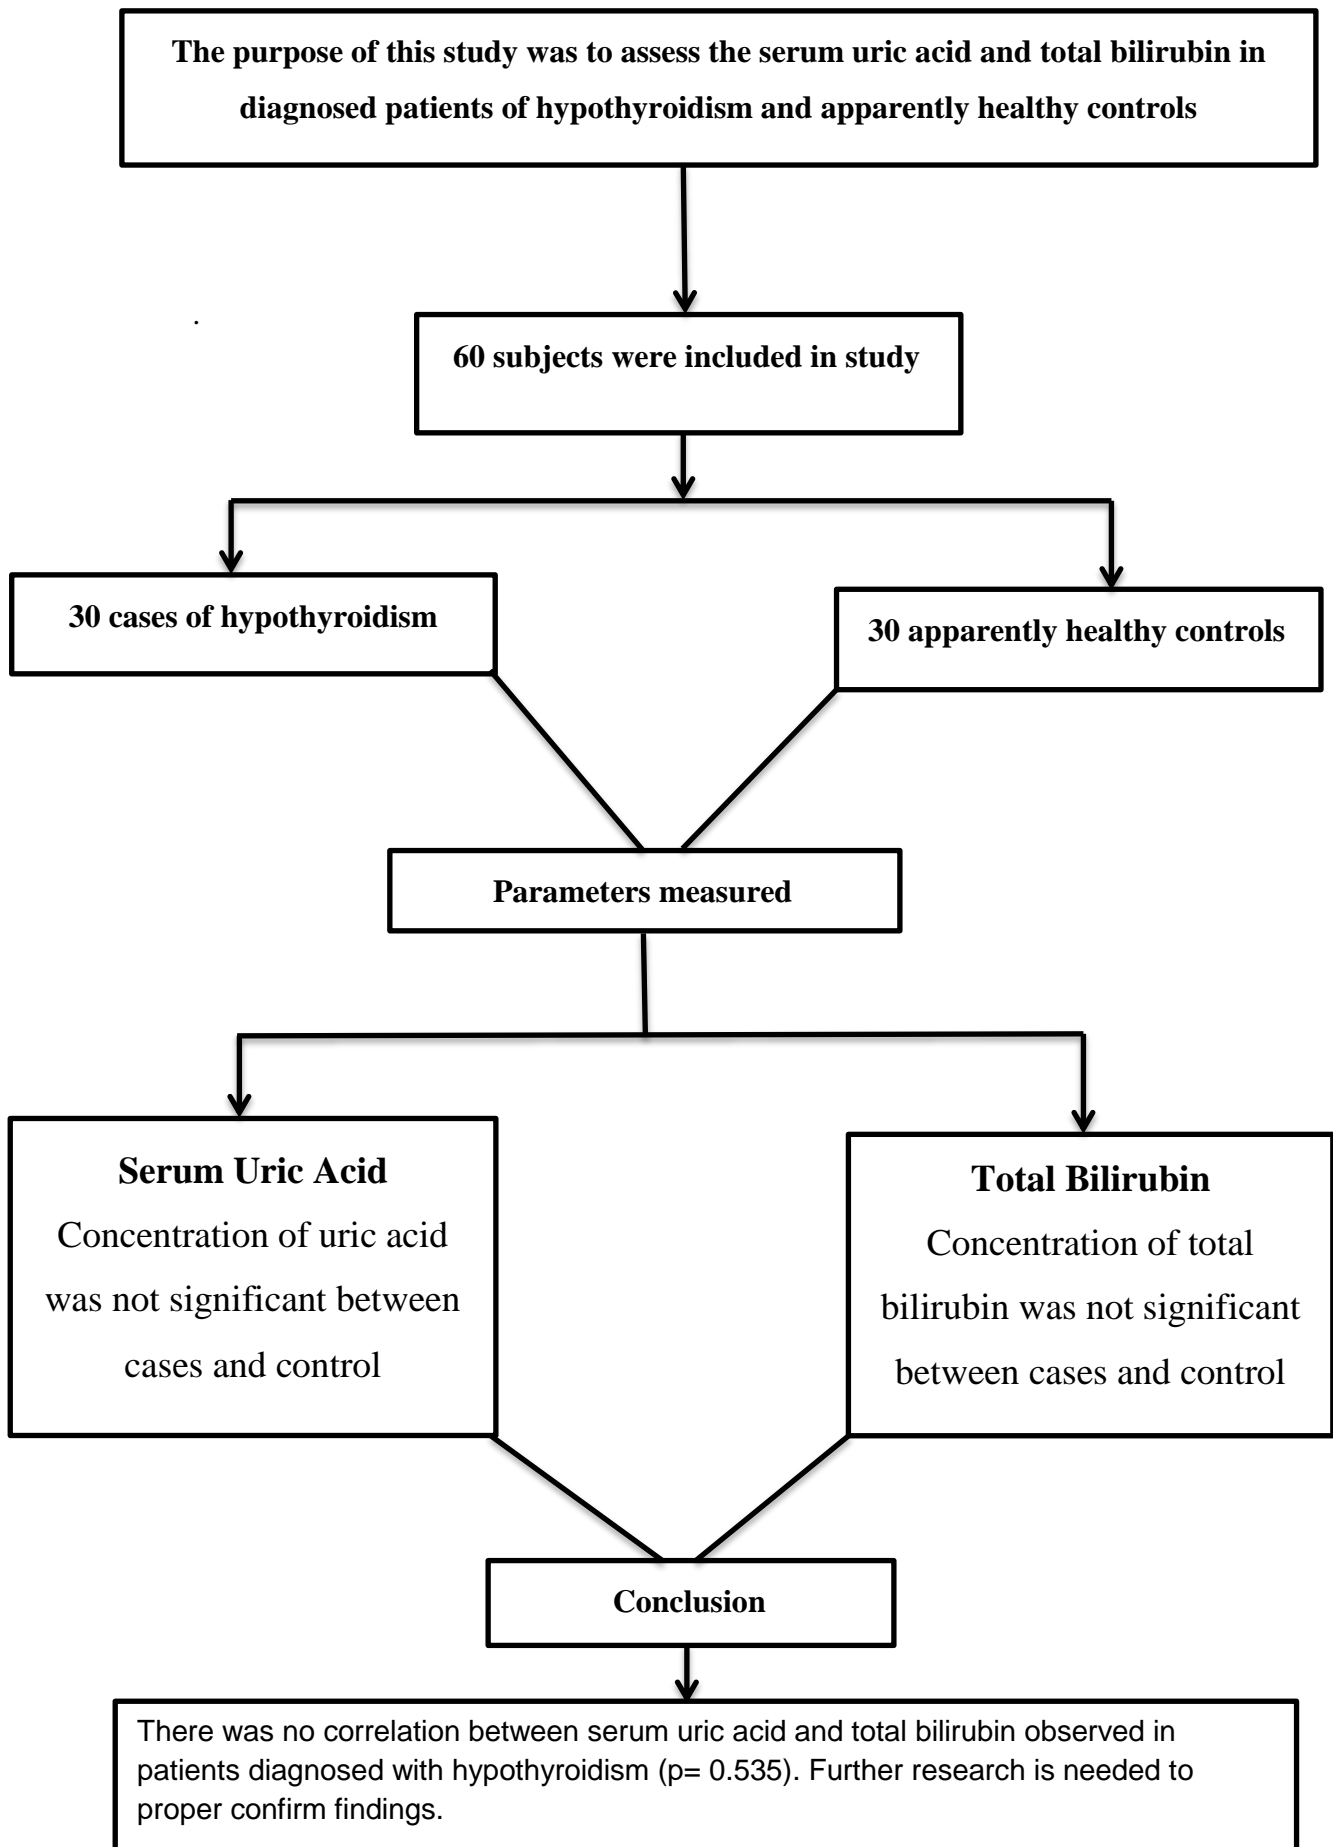 The purpose of this study was to assess the serum uric acid and total bilirubin in
diagnosed patients of hypothyroidism and apparently healthy controls
.
60 subjects were included in study
30 cases of hypothyroidism
30 apparently healthy controls
Parameters measured
Serum Uric Acid
Concentration of uric acid
was not significant between
cases and control
Total Bilirubin
Concentration of total
bilirubin was not significant
between cases and control
Conclusion
There was no correlation between serum uric acid and total bilirubin observed in
patients diagnosed with hypothyroidism (p= 0.535). Further research is needed to
proper confirm findings.